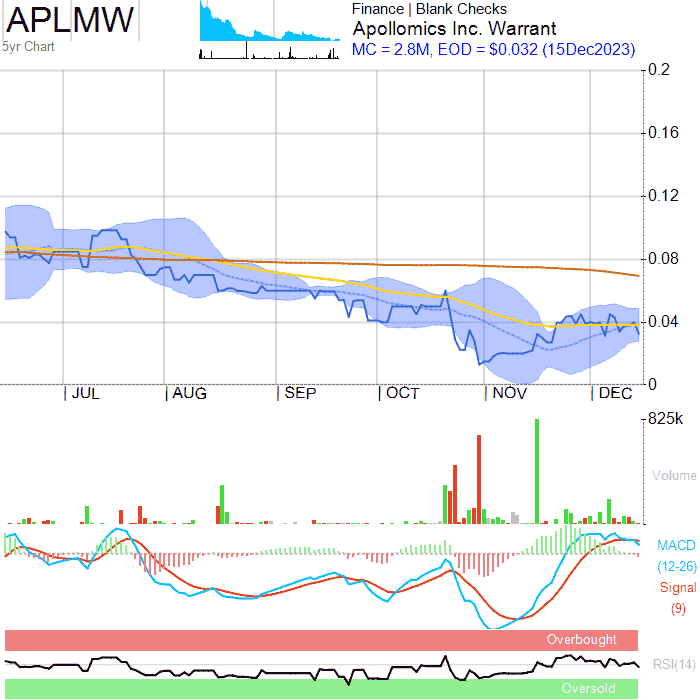 APLMW
5yr Chart
Finance | Blank Checks
Apollomics Inc. Warrant
MC = 2.8M, EOD = $0.032 (15Dec2023)
0.2
0.16
0.12
0.08
0.04
0
JUL AUG SEP OCT NOV DEC
825k
Volume
MACD
(12-26)
Signal
(9)
Overbought
RSI(14)
Oversold